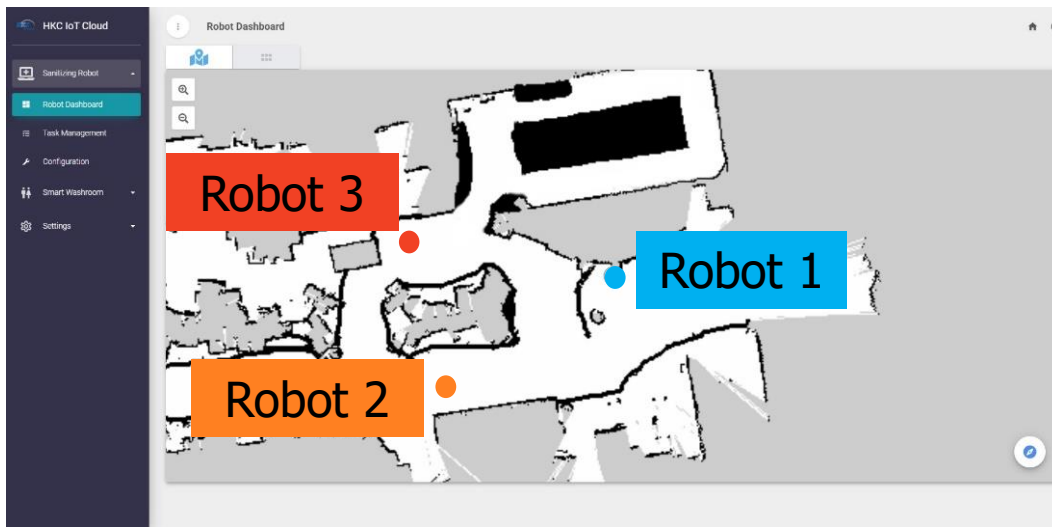 HKC IoT Cloud
Robot Dashboard
Sanitizing Robot
Robot Dashboard
Task Management
Configuration
Smart Washroom
Settings
Robot 3
Robot 1
Robot 2